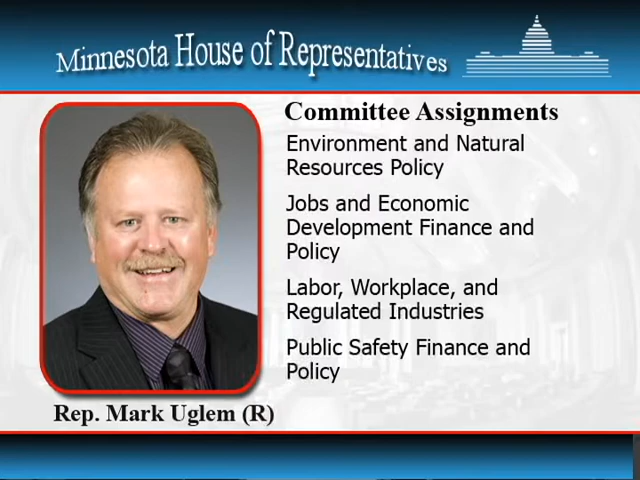 Minnesota House of Representatives
Committee Assignments
Environment and Natural
Resources Policy
Jobs and Economic
Development Finance and
Policy
Labor, Workplace, and
Regulated Industries
Public Safety Finance and
Policy
Rep. Mark Uglem (R)